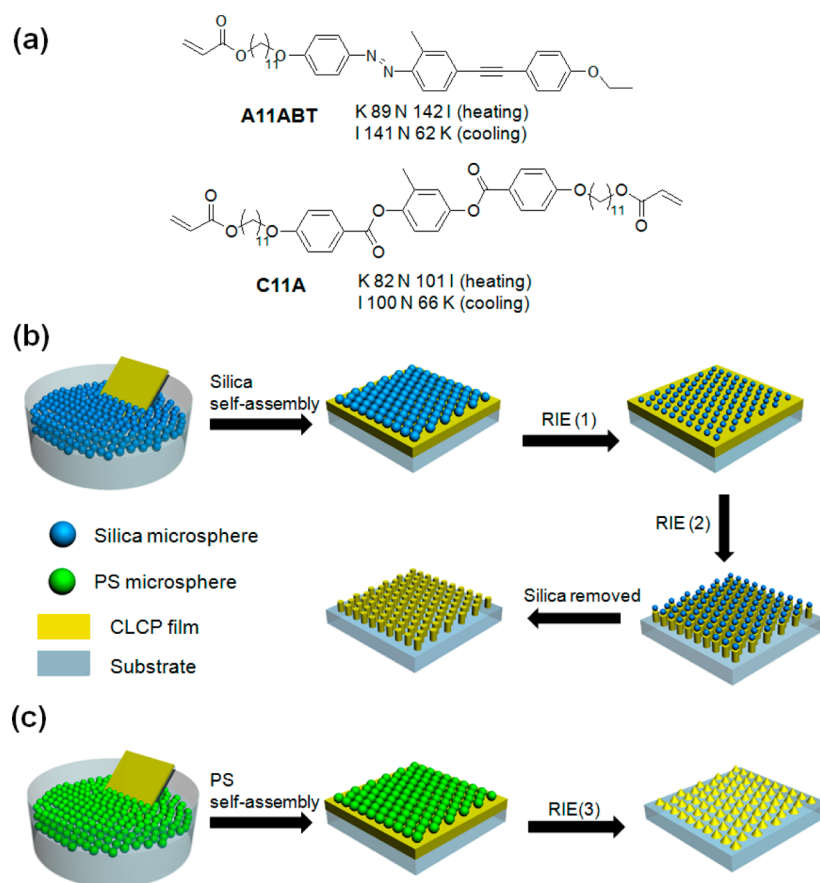 (a)
O
O
11
O
N
N
O
A11ABT
K 89 N 142 I (heating)
I 141 N 62 K (cooling)
O
O
11
O
O
O
O
O
O
11
O
O
C11A
K 82 N 101 I (heating)
I 100 N 66 K (cooling)
(b)
Silica
self-assembly
RIE (1)
RIE (2)
Silica microsphere
PS microsphere
Silica removed
CLCP film
Substrate
(c)
PS
self-assembly
RIE(3)